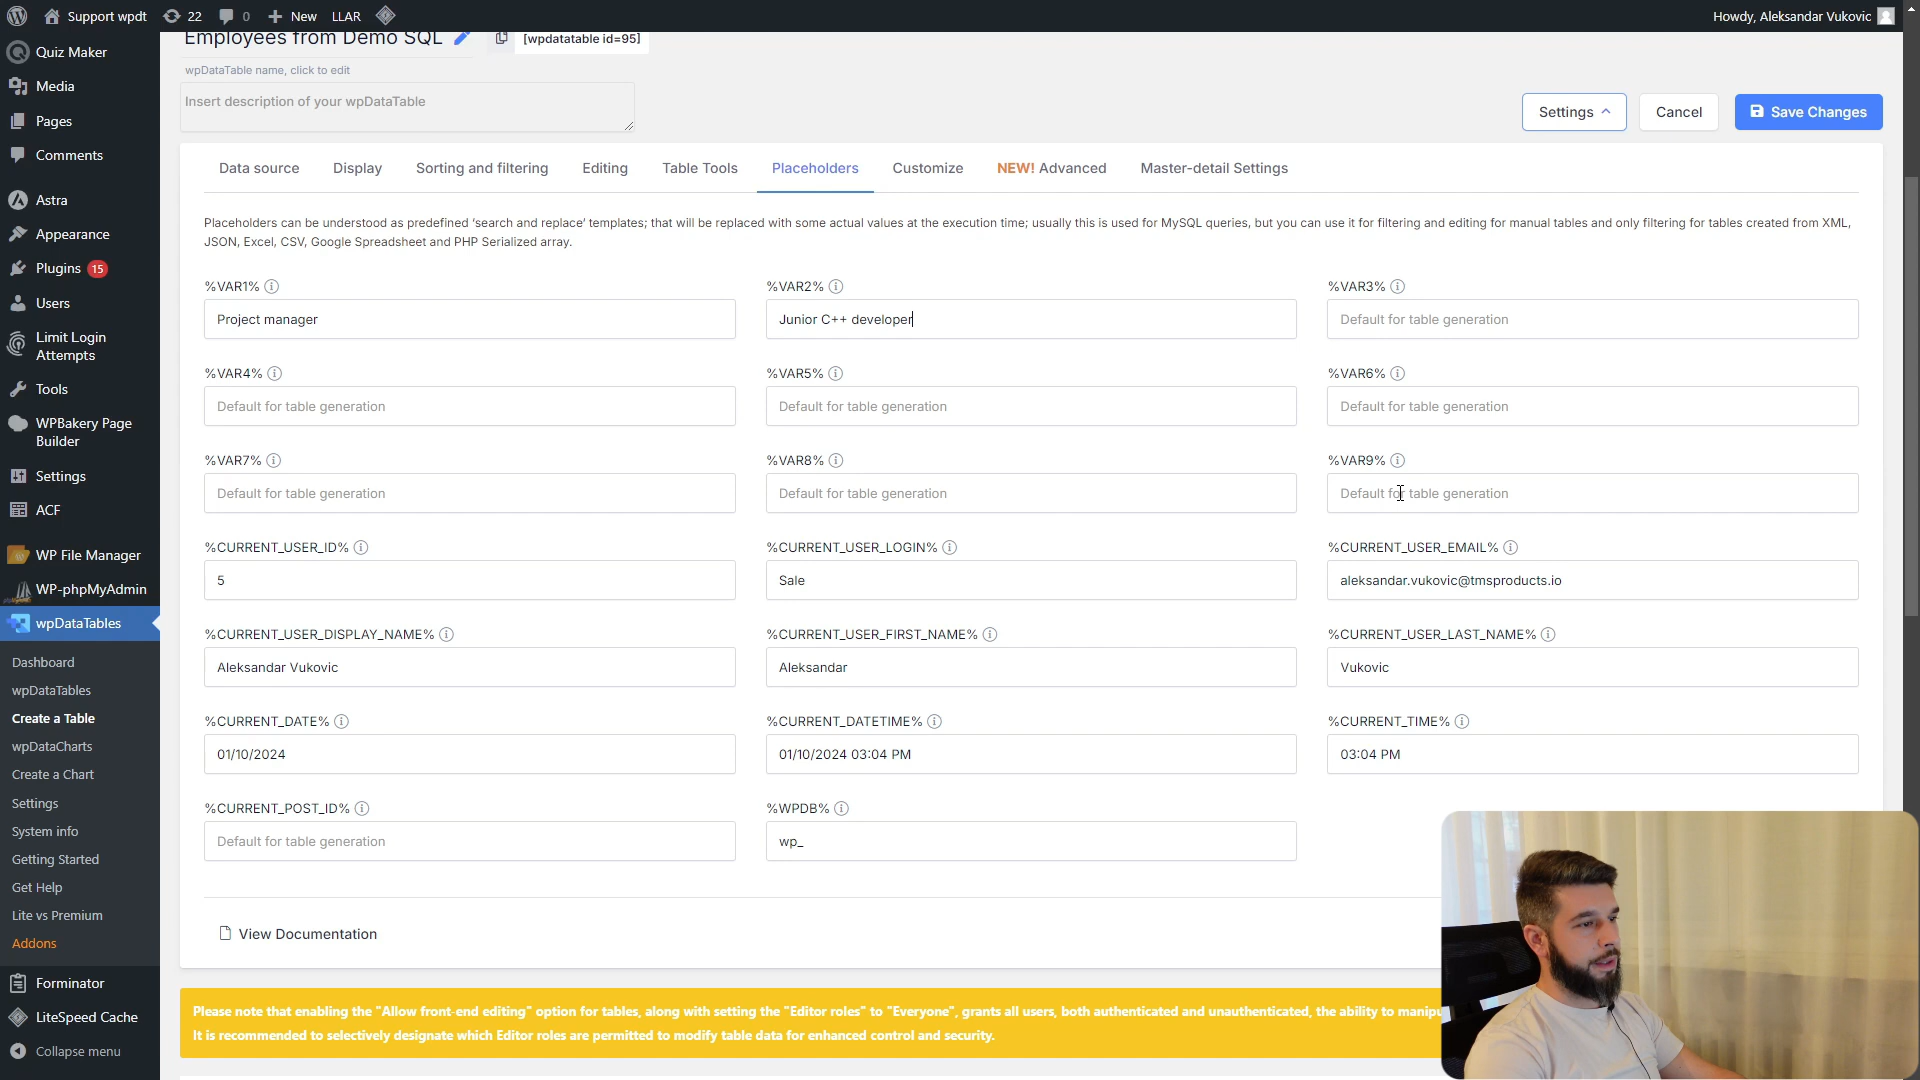 Support wpdt
22
0
New
LLAR
Howdy, Aleksandar Vukovic
Quiz Maker
Media
Pages
Comments
Astra
Appearance
Plugins 15
Users
Limit Login
Attempts
Tools
WPBakery Page
Builder
Settings
ACF
WP File Manager
WP-phpMyAdmin
wpDataTables
Dashboard
wpDataTables
Create a Table
wpDataCharts
Create a Chart
Settings
System info
Getting Started
Get Help
Lite vs Premium
Addons
Forminator
LiteSpeed Cache
Collapse menu
Employees from Demo SQL
[wpdatatable id=95]
wpDataTable name, click to edit
Insert description of your wpDataTable
Settings
Cancel
Save Changes
Data source
Display
Sorting and filtering
Editing
Table Tools
Placeholders
Customize
NEW! Advanced
Master-detail Settings
Placeholders can be understood as predefined ‘search and replace’ templates; that will be replaced with some actual values at the execution time; usually this is used for MySQL queries, but you can use it for filtering and editing for manual tables and only filtering for tables created from XML,
JSON, Excel, CSV, Google Spreadsheet and PHP Serialized array.
%VAR1%
%VAR2%
%VAR3%
Project manager
Junior C++ developer
Default for table generation
%VAR4%
%VAR5%
%VAR6%
Default for table generation
Default for table generation
Default for table generation
%VAR7%
%VAR8%
%VAR9%
Default for table generation
Default for table generation
Default for table generation
%CURRENT_USER_ID%
%CURRENT_USER_LOGIN%
%CURRENT_USER_EMAIL%
5
Sale
aleksandar.vukovic@tmsproducts.io
%CURRENT_USER_DISPLAY_NAME%
%CURRENT_USER_FIRST_NAME%
%CURRENT_USER_LAST_NAME%
Aleksandar Vukovic
Aleksandar
Vukovic
%CURRENT_DATE%
%CURRENT_DATETIME%
%CURRENT_TIME%
01/10/2024
01/10/2024 03:04 PM
03:04 PM
%CURRENT_POST_ID%
%WPDB%
Default for table generation
wp_
View Documentation
Please note that enabling the "Allow front-end editing" option for tables, along with setting the "Editor roles" to "Everyone", grants all users, both authenticated and unauthenticated, the ability to manipu
It is recommended to selectively designate which Editor roles are permitted to modify table data for enhanced control and security.